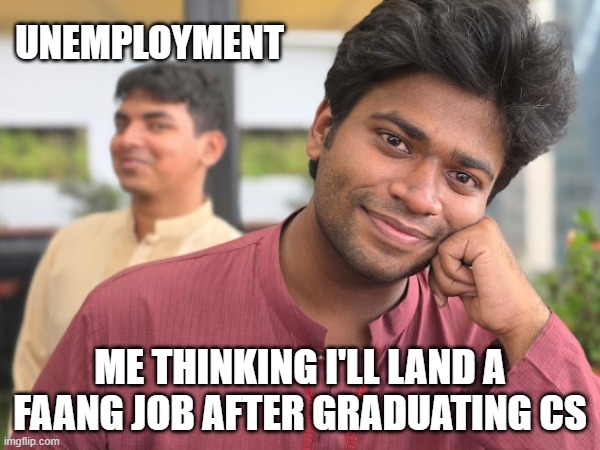 UNEMPLOYMENT
ME THINKING I'LL LAND A
FAANG JOB AFTER GRADUATING CS
imgflip.com